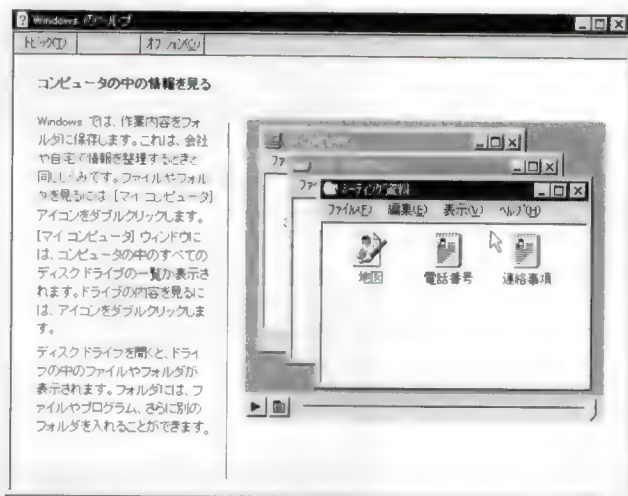 Windows のヘルプ
トピック(T)
オプション(O)
コンピュータの中の情報を見る
Windows では、作業内容をフォ
ルダに保存します。これは、会社
や自宅で情報を整理するときと
同じしくみです。ファイルやフォル
ダを見るには [マイ コンピュータ]
アイコンをダブルクリックします。
[マイ コンピュータ] ウィンドウに
は、コンピュータの中のすべての
ディスクドライブの一覧が表示さ
れます。ドライブの内容を見るに
は、アイコンをダブルクリックしま
す。
ディスク ドライブを開くと、ドライ
ブの中のファイルやフォルダが
表示されます。フォルダには、フ
ァイルやプログラム、さらに別の
フォルダを入れることができます。
ミーティング資料
ファイル(F) 編集(E) 表示(V) ヘルプ(H)
地図
電話番号
連絡事項